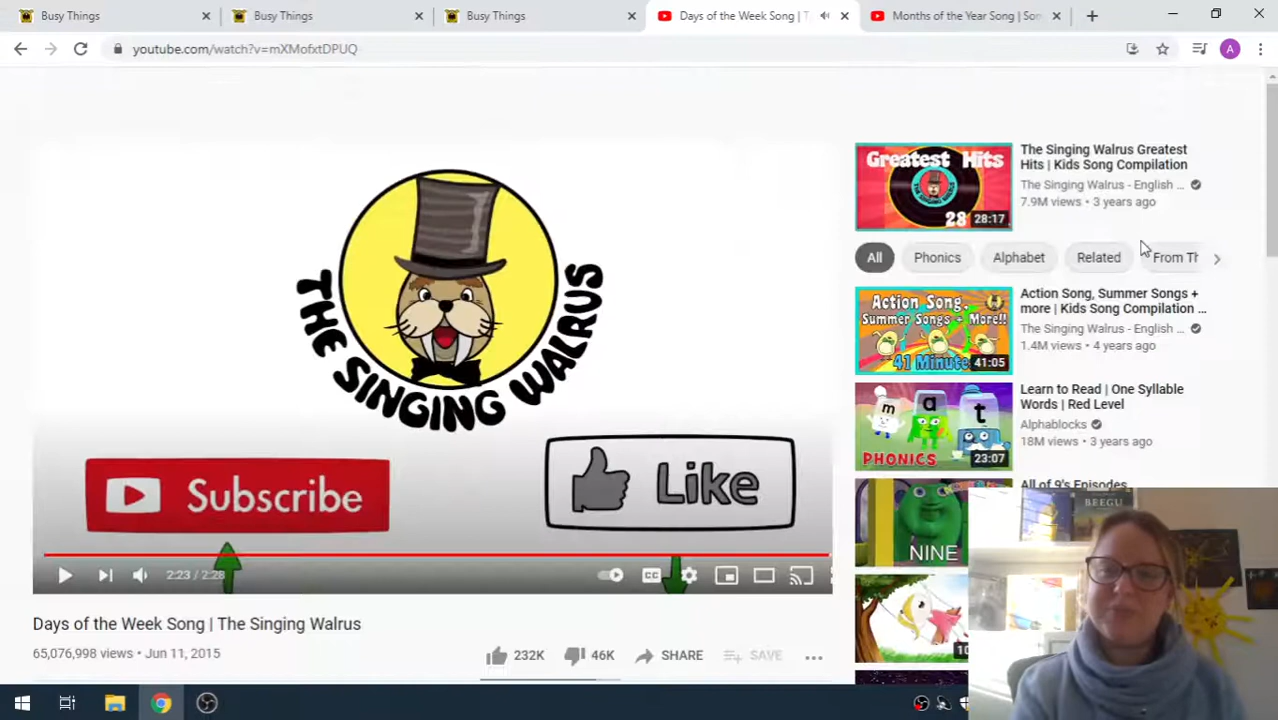 Busy Things
Busy Things
Busy Things
Days of the Week Song | T
Months of the Year Song | Son
youtube.com/watch?v=mXMofxtDPUQ
A
THE SINGING WALRUS
Subscribe
Like
2:23 / 2:28
CC
Days of the Week Song | The Singing Walrus
65,076,998 views • Jun 11, 2015
232K
46K
SHARE
SAVE
Greatest Hits
28
28:17
The Singing Walrus Greatest
Hits | Kids Song Compilation
The Singing Walrus - English ...
7.9M views • 3 years ago
All
Phonics
Alphabet
Related
From Th
Action Song,
Summer Songs +
More!!
41 Minute
41:05
Action Song, Summer Songs +
more | Kids Song Compilation ...
The Singing Walrus - English ...
1.4M views • 4 years ago
m a t
PHONICS
23:07
Learn to Read | One Syllable
Words | Red Level
Alphablocks
18M views • 3 years ago
NINE
All of 9's Episodes
BEEGU
10